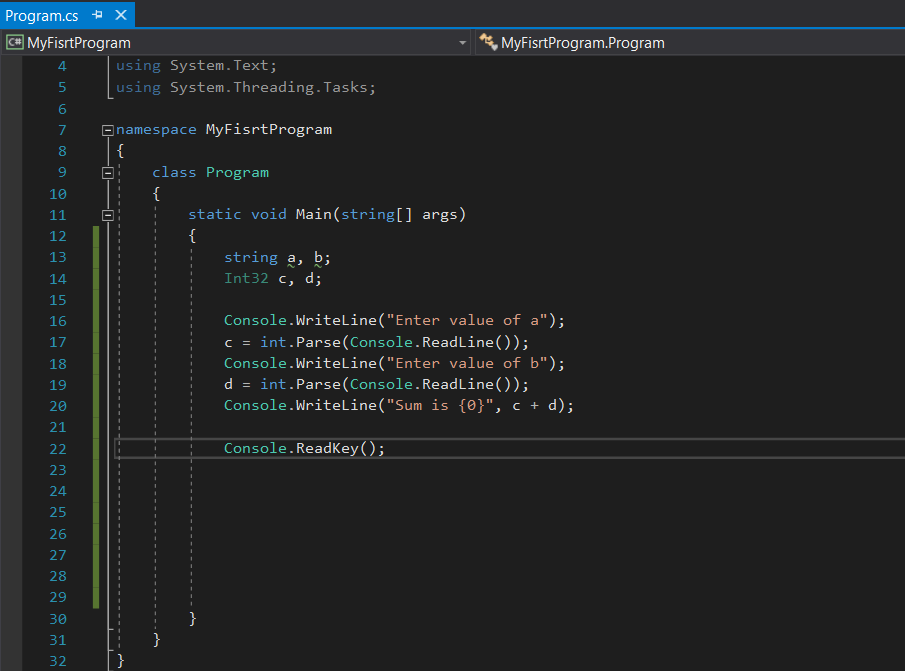 Program.cs
MyFisrtProgram MyFisrtProgram.Program
4 using System.Text;
5 using System.Threading.Tasks;
6
7 namespace MyFisrtProgram
8 {
9 class Program
10 {
11 static void Main(string[] args)
12 {
13 string a, b;
14 Int32 c, d;
15
16 Console.WriteLine("Enter value of a");
17 c = int.Parse(Console.ReadLine());
18 Console.WriteLine("Enter value of b");
19 d = int.Parse(Console.ReadLine());
20 Console.WriteLine("Sum is {0}", c + d);
21
22 Console.ReadKey();
23
24
25
26
27
28
29
30 }
31 }
32 }